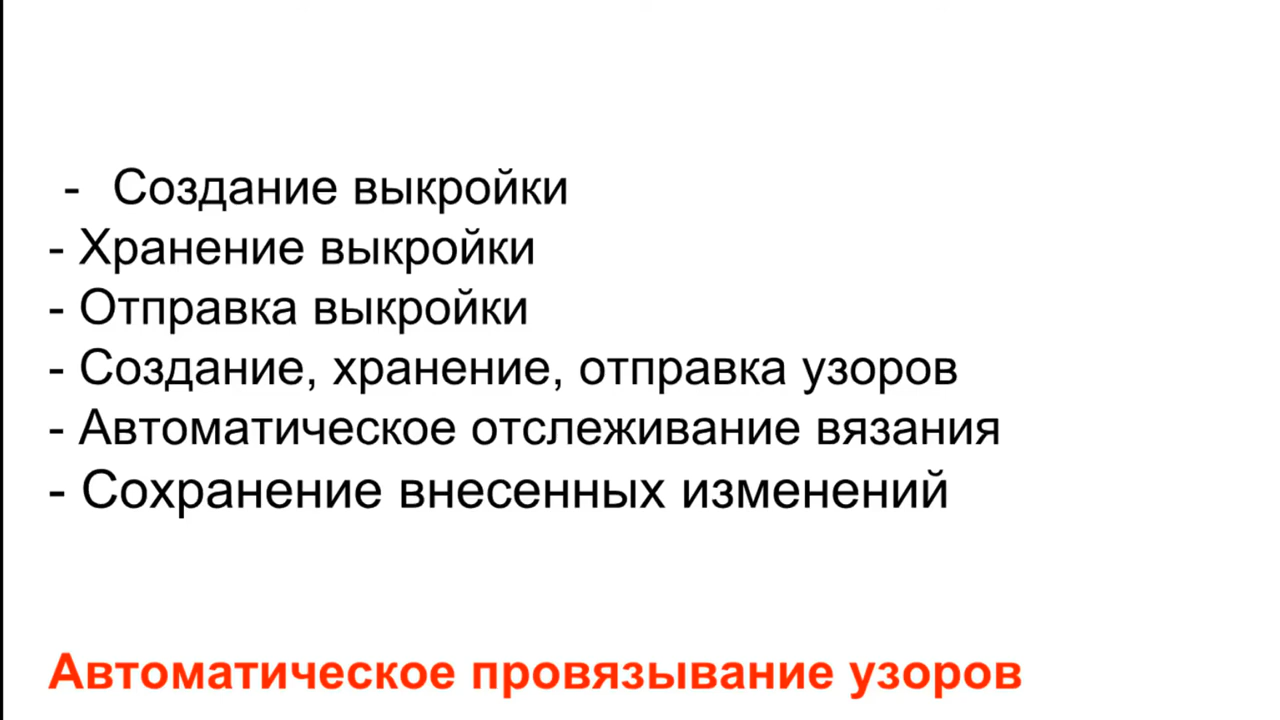 - Создание выкройки
- Хранение выкройки
- Отправка выкройки
- Создание, хранение, отправка узоров
- Автоматическое отслеживание вязания
- Сохранение внесенных изменений
Автоматическое провязывание узоров